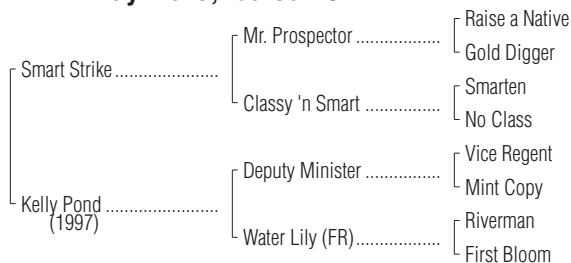 Raise a Native
Mr. Prospector ..................
Gold Digger
Smart Strike ......................
Smarten
Classy 'n Smart ................
No Class
Vice Regent
Deputy Minister ................
Mint Copy
Kelly Pond ........................
(1997)
Riverman
Water Lily (FR)..................
First Bloom